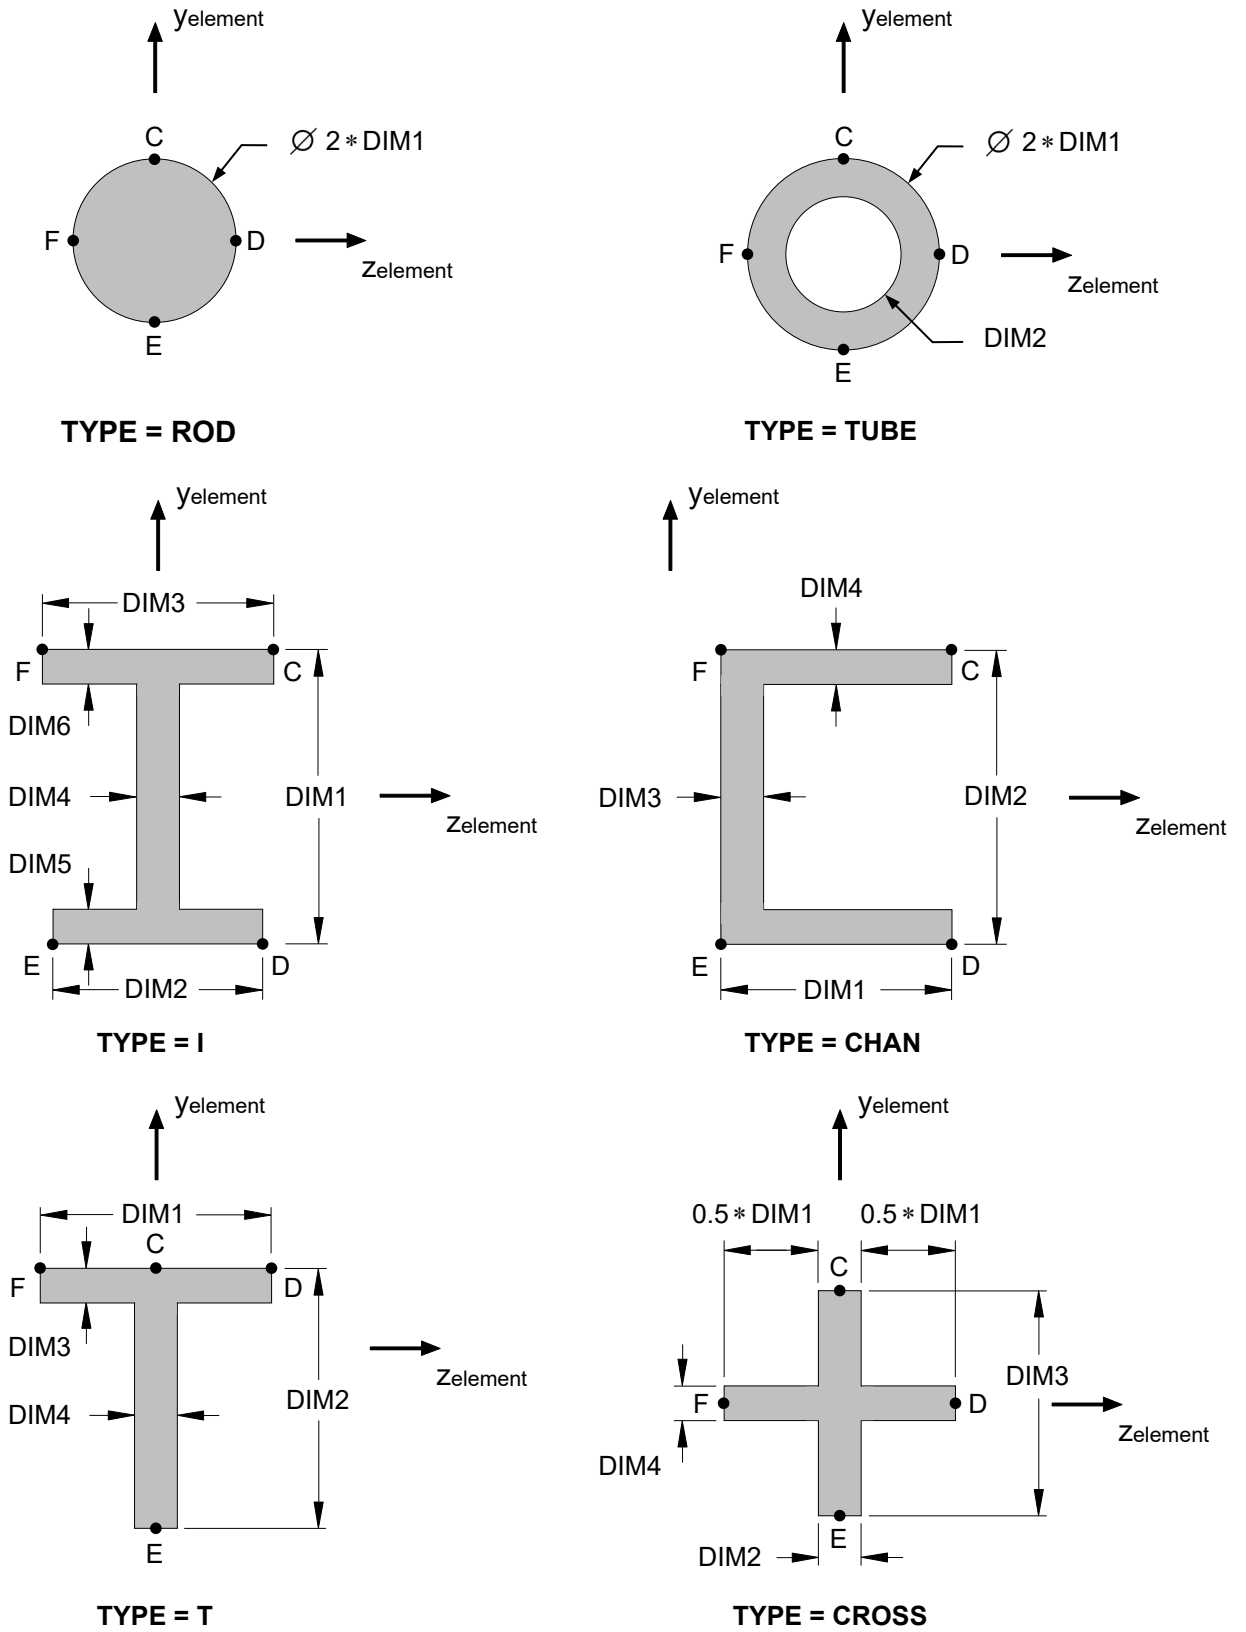 yelement
yelement
C
∅ 2∗DIM1
F
D
zelement
E
C
∅ 2∗DIM1
F
D
zelement
DIM2
E
TYPE = ROD
TYPE = TUBE
yelement
DIM3
F
C
DIM6
DIM4
DIM1
zelement
DIM5
E
D
DIM2
TYPE = I
yelement
DIM4
F
C
DIM3
DIM2
zelement
E
D
DIM1
TYPE = CHAN
yelement
DIM1
C
F
D
DIM3
zelement
DIM4
DIM2
E
TYPE = T
yelement
0.5∗DIM1
0.5∗DIM1
C
DIM3
F
D
zelement
DIM4
E
DIM2
TYPE = CROSS